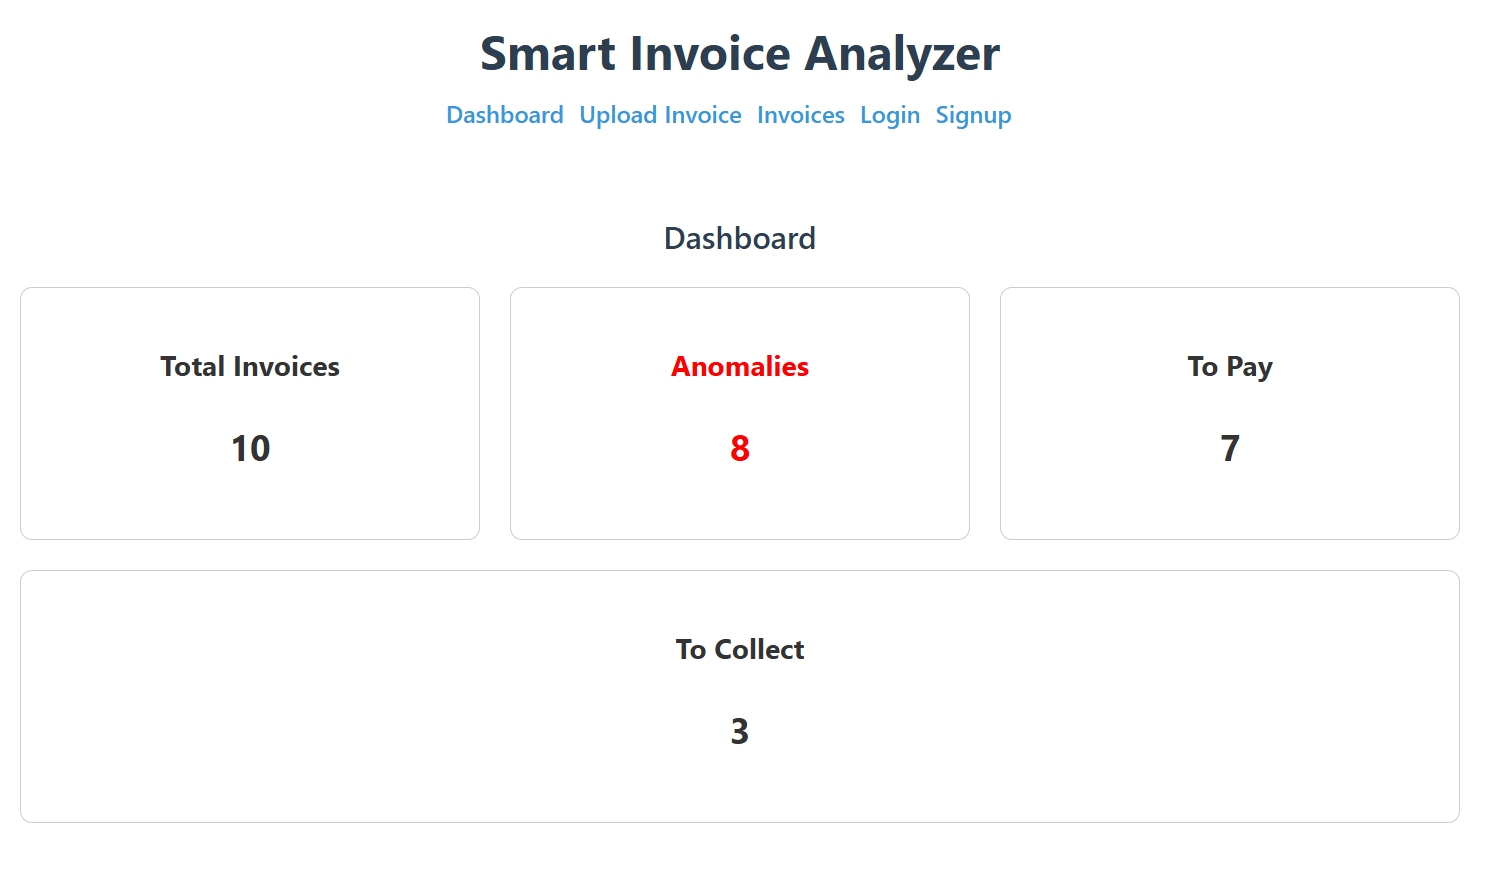 Smart Invoice Analyzer
Dashboard Upload Invoice Invoices Login Signup
Dashboard
Total Invoices
10
Anomalies
8
To Pay
7
To Collect
3